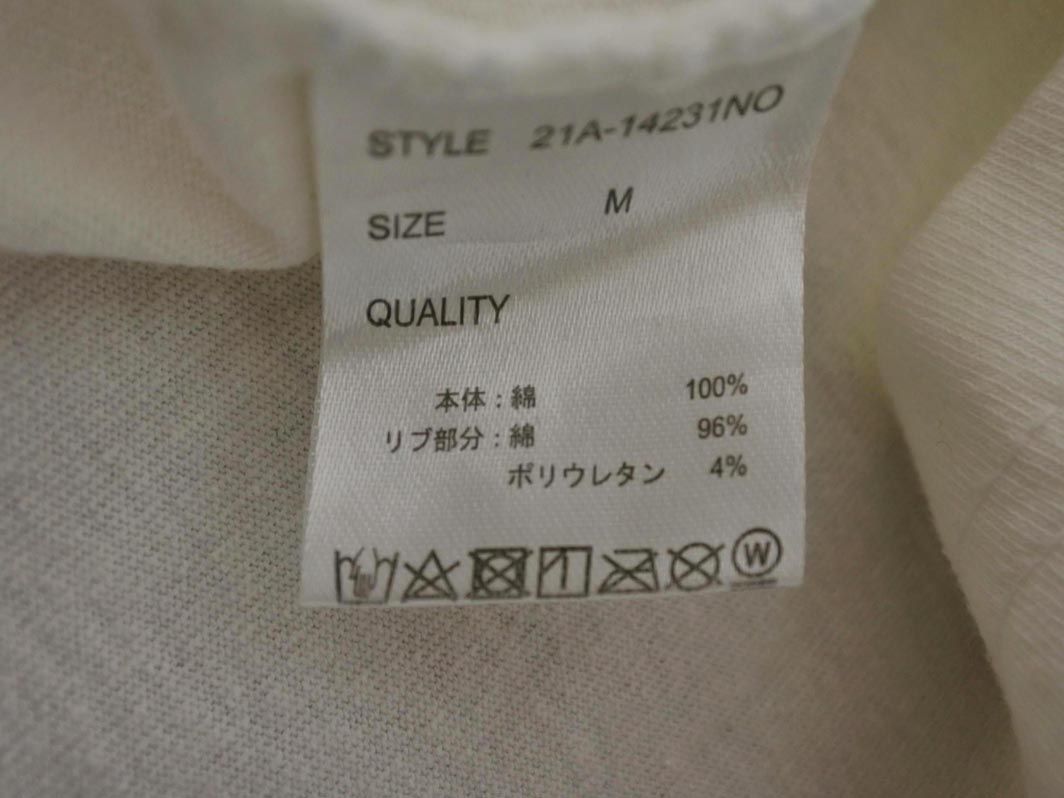 STYLE 21A-14231NO
SIZE M
QUALITY
本体：綿 100%
リブ部分：綿 96%
ポリウレタン 4%
W